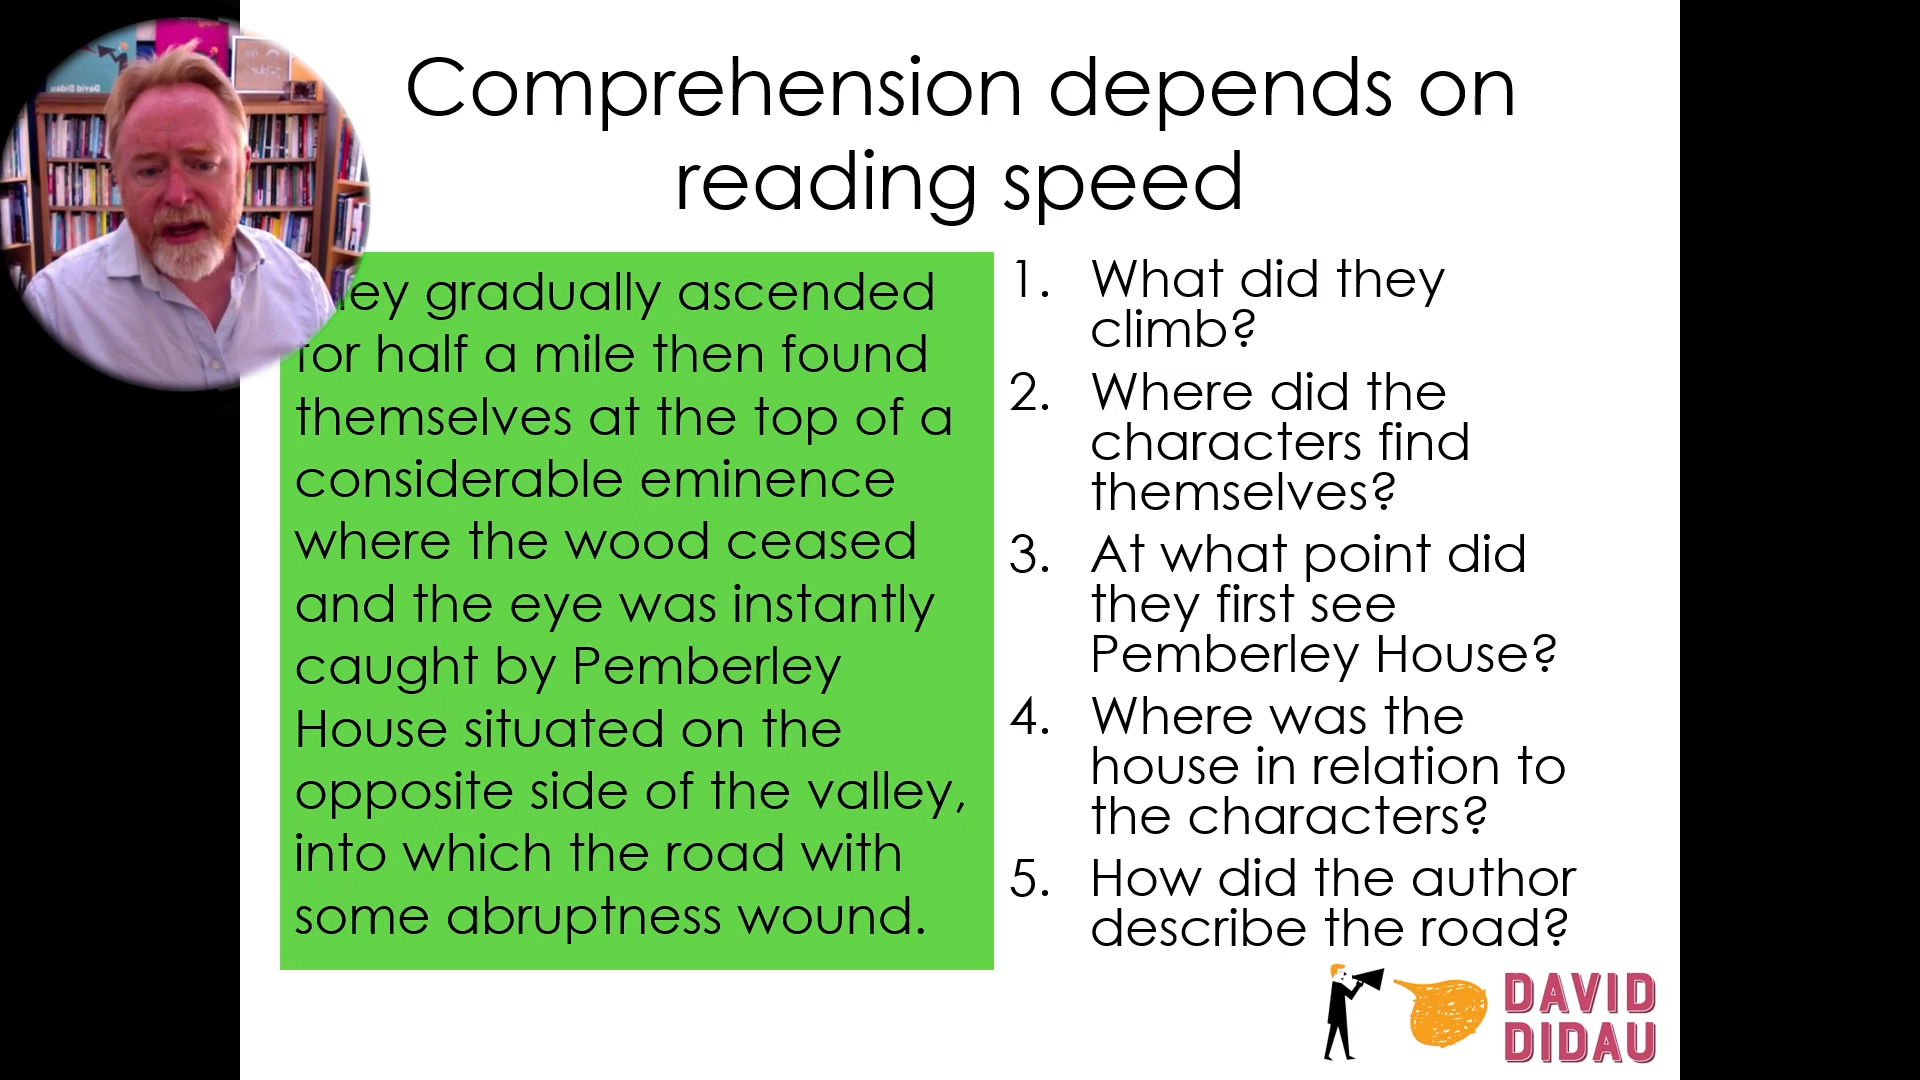 Comprehension depends on
reading speed
ey gradually ascended
for half a mile then found
themselves at the top of a
considerable eminence
where the wood ceased
and the eye was instantly
caught by Pemberley
House situated on the
opposite side of the valley,
into which the road with
some abruptness wound.
1. What did they
climb?
2. Where did the
characters find
themselves?
3. At what point did
they first see
Pemberley House?
4. Where was the
house in relation to
the characters?
5. How did the author
describe the road?
DAVID
DIDAU